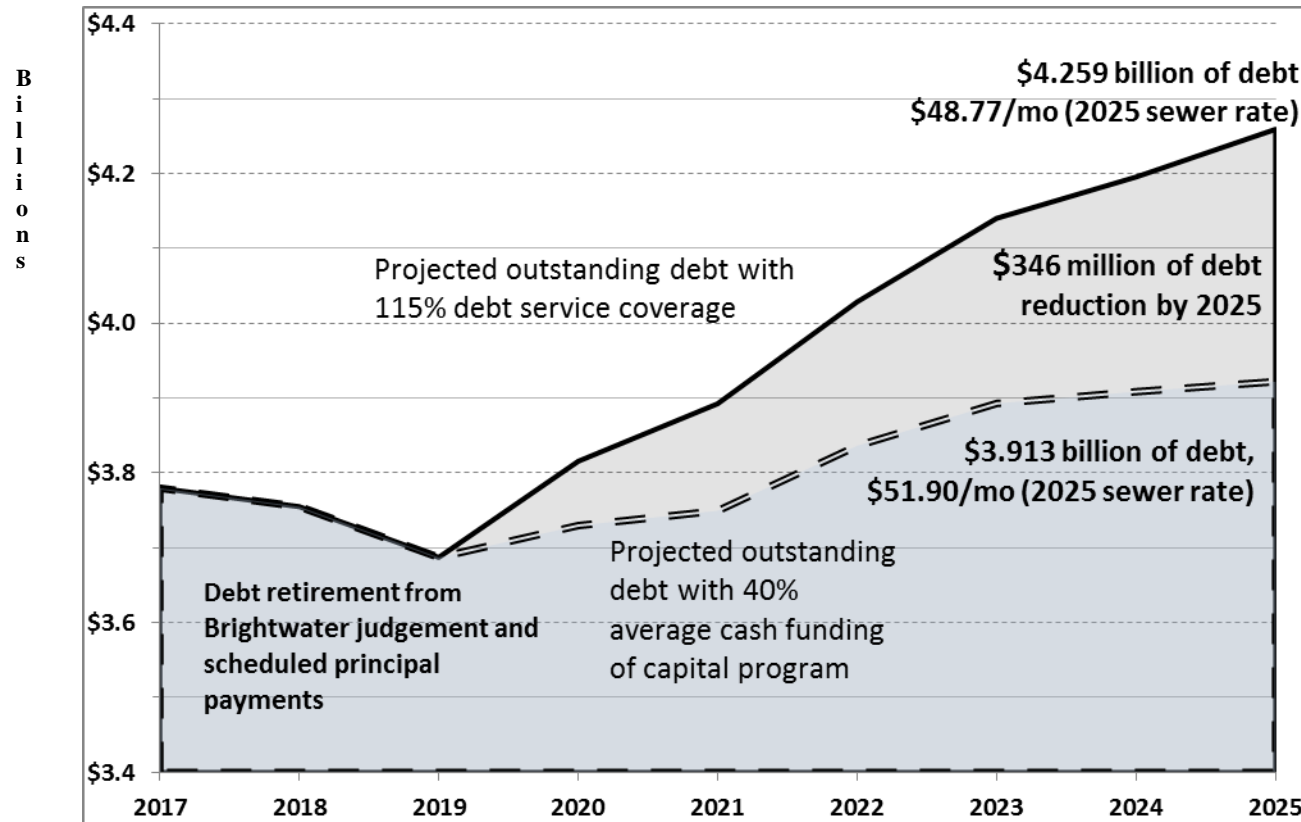 Billions
$4.4
$4.2
$4.0
$3.8
$3.6
$3.4
$4.259 billion of debt
$48.77/mo (2025 sewer rate)
Projected outstanding debt with
115% debt service coverage
$346 million of debt
reduction by 2025
$3.913 billion of debt,
$51.90/mo (2025 sewer rate)
Debt retirement from
Brightwater judgement and
scheduled principal
payments
Projected outstanding
debt with 40%
average cash funding
of capital program
2017 2018 2019 2020 2021 2022 2023 2024 2025